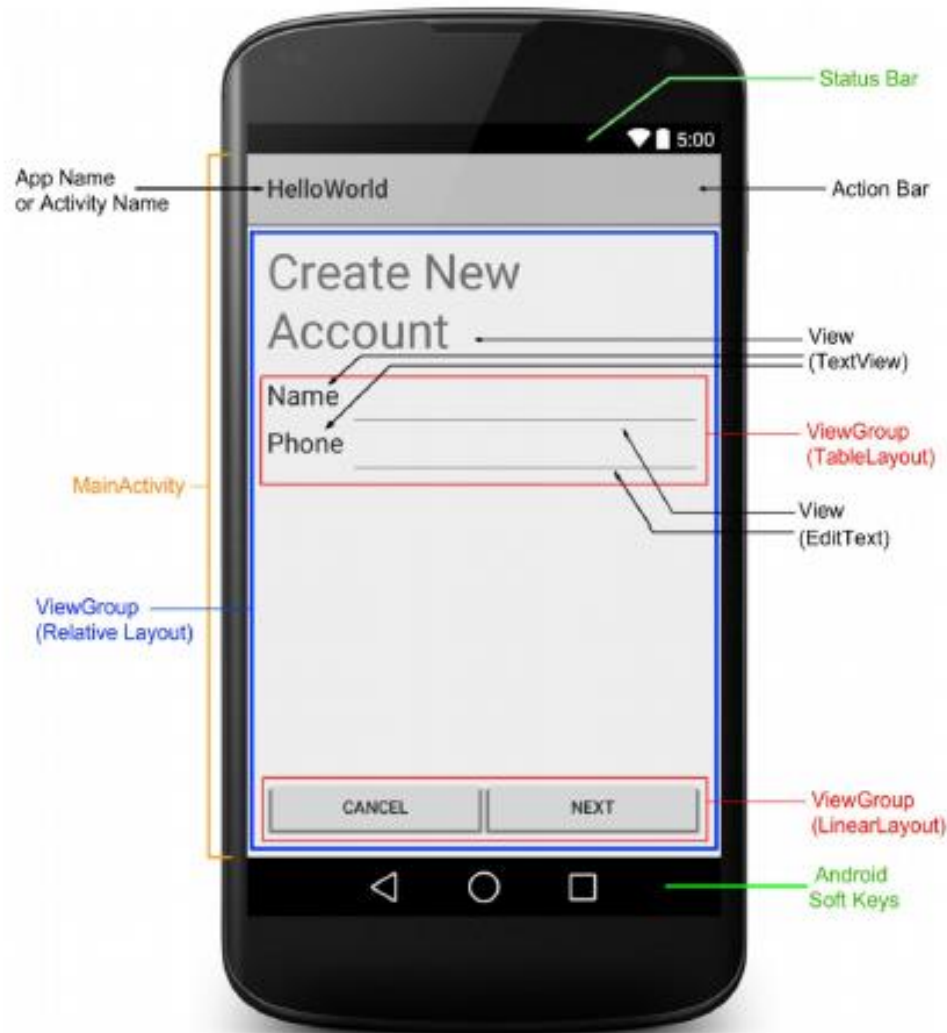 Status Bar
5:00
App Name
or Activity Name
HelloWorld
Action Bar
Create New
Account
View
(TextView)
Name
Phone
ViewGroup
(TableLayout)
MainActivity
View
(EditText)
ViewGroup
(Relative Layout)
CANCEL
NEXT
ViewGroup
(LinearLayout)
Android
Soft Keys